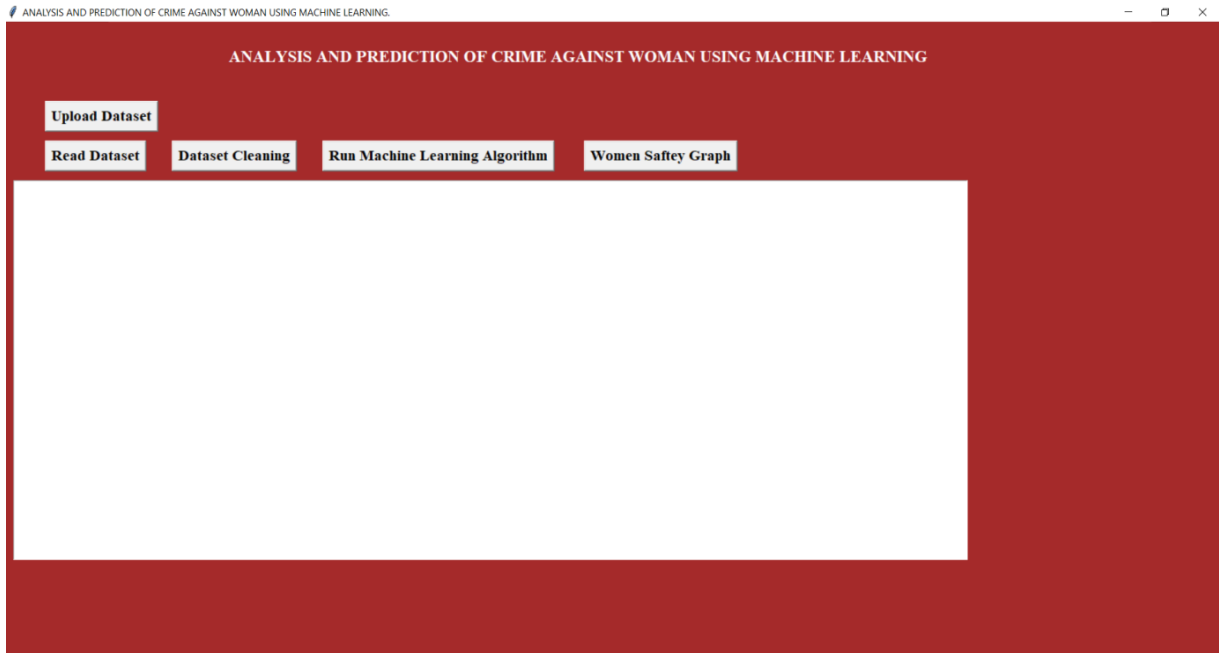 ANALYSIS AND PREDICTION OF CRIME AGAINST WOMAN USING MACHINE LEARNING.
ANALYSIS AND PREDICTION OF CRIME AGAINST WOMAN USING MACHINE LEARNING
Upload Dataset
Read Dataset Dataset Cleaning Run Machine Learning Algorithm Women Saftey Graph